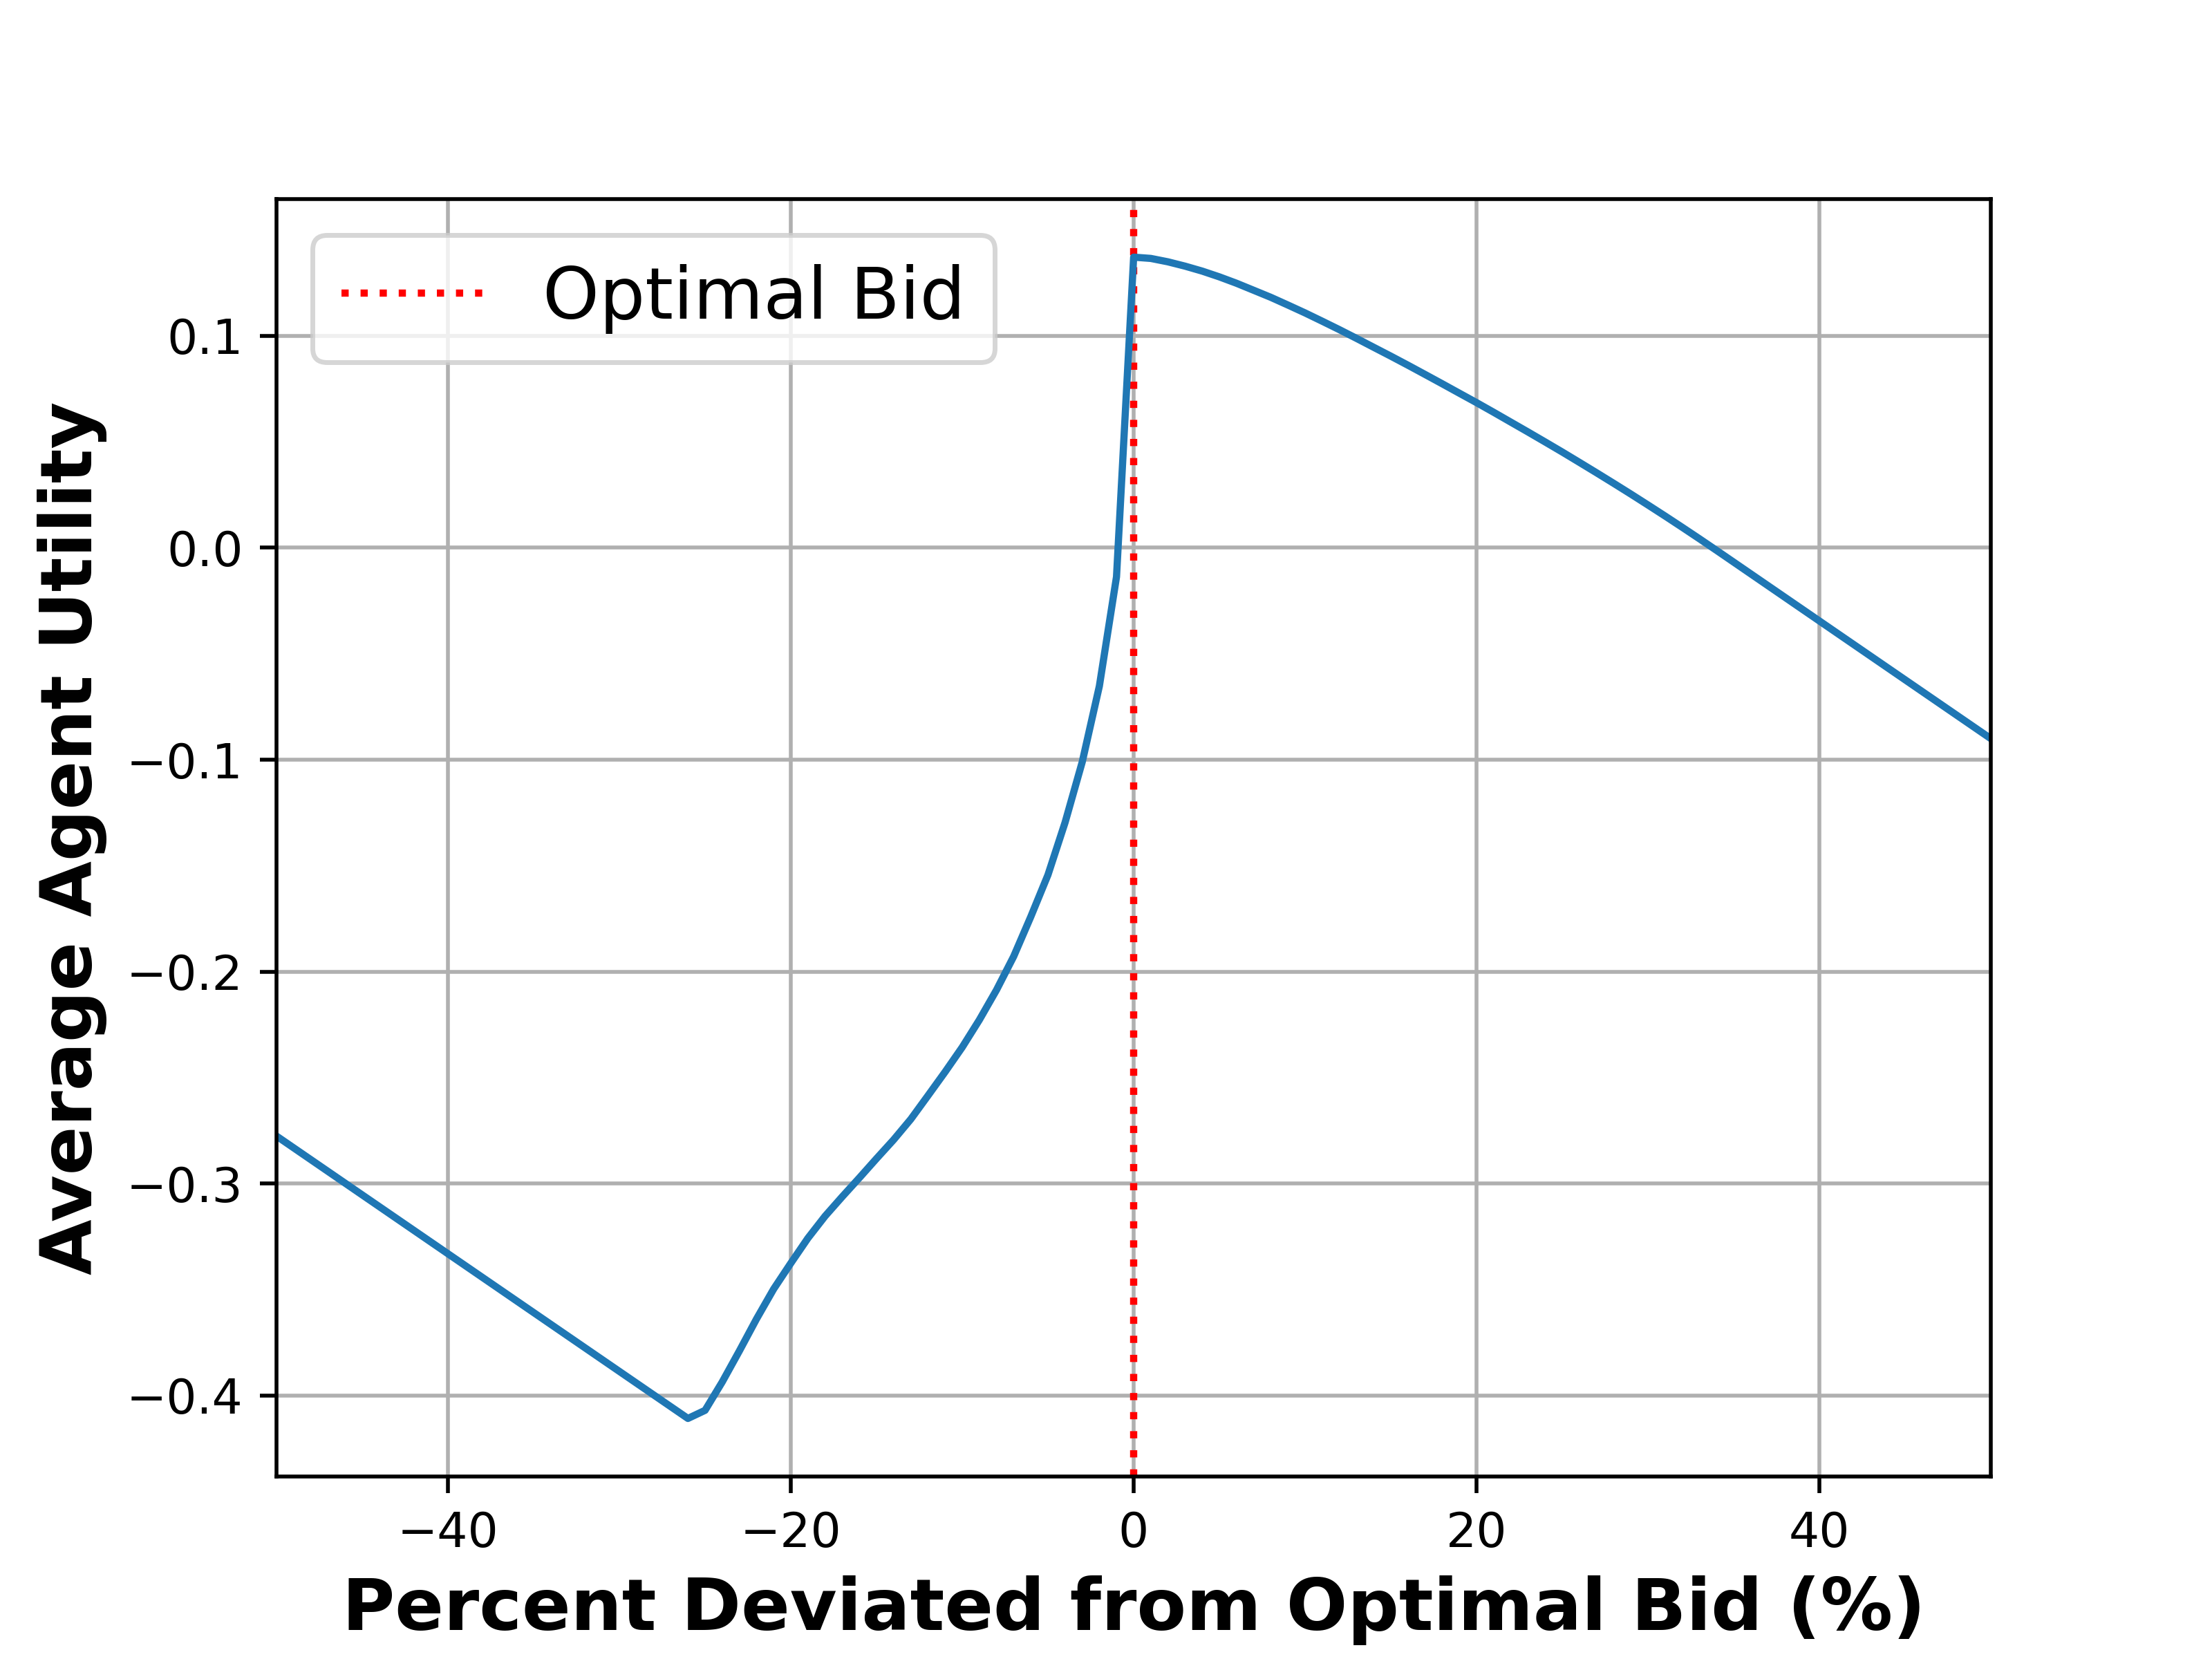 Optimal Bid
0.1
0.0
−0.1
−0.2
−0.3
−0.4
Average Agent Utility
−40 −20 0 20 40
Percent Deviated from Optimal Bid (%)